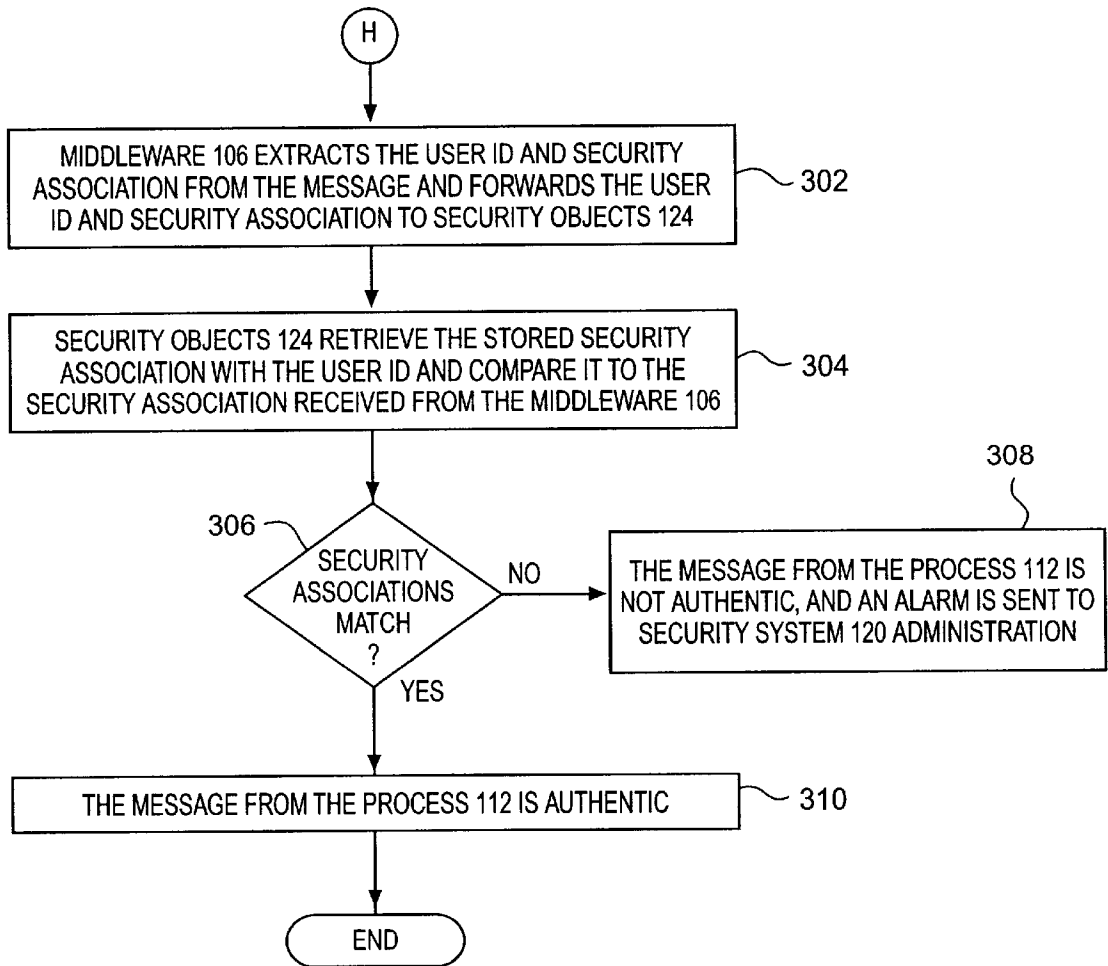 H
MIDDLEWARE 106 EXTRACTS THE USER ID AND SECURITY
ASSOCIATION FROM THE MESSAGE AND FORWARDS THE USER
ID AND SECURITY ASSOCIATION TO SECURITY OBJECTS 124
302
SECURITY OBJECTS 124 RETRIEVE THE STORED SECURITY
ASSOCIATION WITH THE USER ID AND COMPARE IT TO THE
SECURITY ASSOCIATION RECEIVED FROM THE MIDDLEWARE 106
304
306
SECURITY
ASSOCIATIONS
MATCH
?
NO
308
THE MESSAGE FROM THE PROCESS 112 IS
NOT AUTHENTIC, AND AN ALARM IS SENT TO
SECURITY SYSTEM 120 ADMINISTRATION
YES
THE MESSAGE FROM THE PROCESS 112 IS AUTHENTIC
310
END